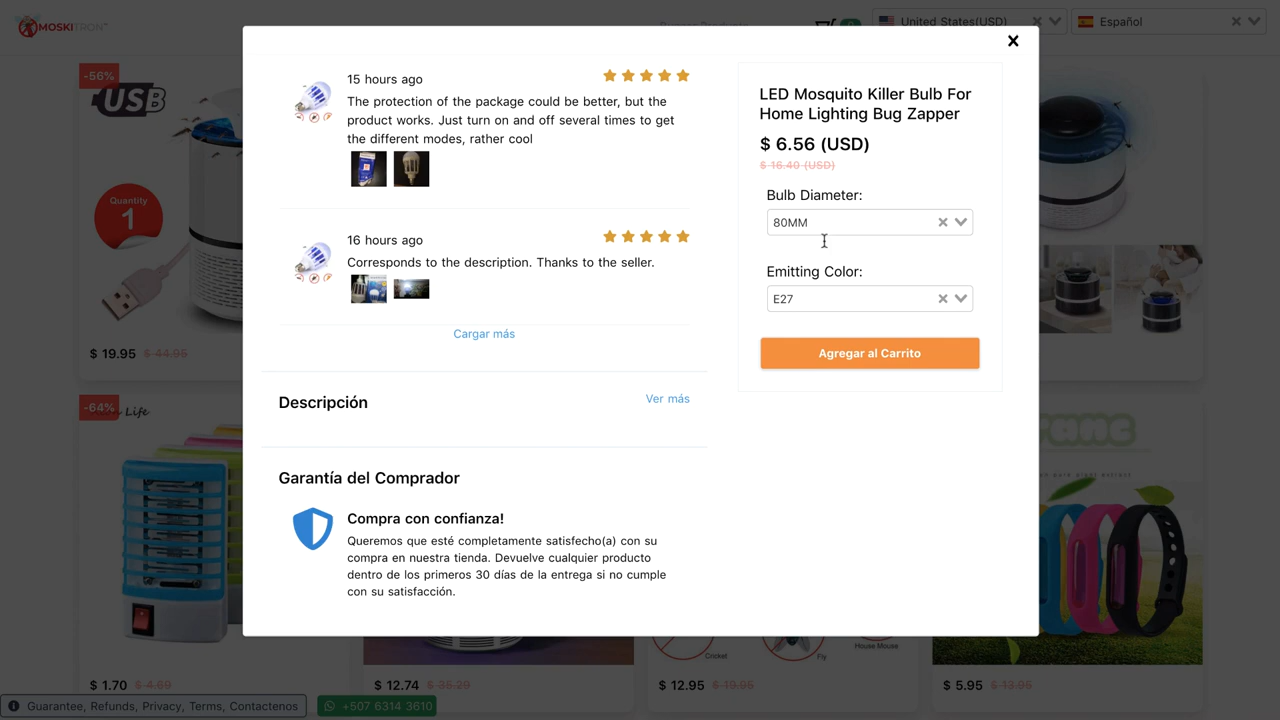 MOSKITRON™
United States(USD)
Español
-56%
USB
Quantity
1
$ 19.95 $ 44.95
-64%
Life
$ 1.70 $ 4.69
15 hours ago
The protection of the package could be better, but the
product works. Just turn on and off several times to get
the different modes, rather cool
16 hours ago
Corresponds to the description. Thanks to the seller.
Cargar más
Descripción
Ver más
Garantía del Comprador
Compra con confianza!
Queremos que esté completamente satisfecho(a) con su
compra en nuestra tienda. Devuelve cualquier producto
dentro de los primeros 30 días de la entrega si no cumple
con su satisfacción.
LED Mosquito Killer Bulb For
Home Lighting Bug Zapper
$ 6.56 (USD)
$ 16.40 (USD)
Bulb Diameter:
80MM
Emitting Color:
E27
Agregar al Carrito
Cricket
Fly
House Mouse
$ 12.74 $ 35.29
$ 12.95 $ 19.95
$ 5.95 $ 13.95
Guarantee, Refunds, Privacy, Terms, Contactenos
+507 6314 3610